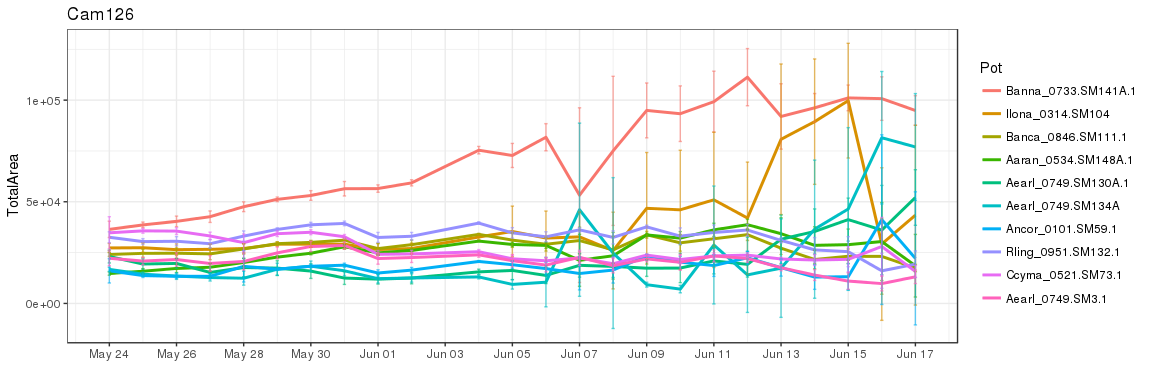 Cam126
TotalArea
1e+05
5e+04
0e+00
May 24
May 26
May 28
May 30
Jun 01
Jun 03
Jun 05
Jun 07
Jun 09
Jun 11
Jun 13
Jun 15
Jun 17
Pot
Banna_0733.SM141A.1
Ilona_0314.SM104
Banca_0846.SM111.1
Aaran_0534.SM148A.1
Aearl_0749.SM130A.1
Aearl_0749.SM134A
Ancor_0101.SM59.1
Rling_0951.SM132.1
Ccyma_0521.SM73.1
Aearl_0749.SM3.1